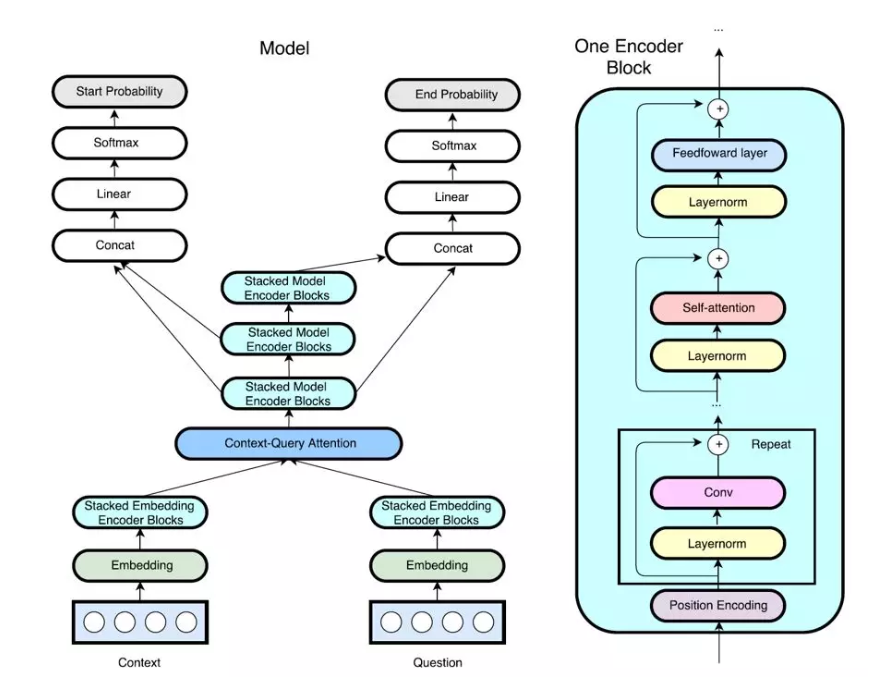 Model
Start Probability
Softmax
Linear
Concat
End Probability
Softmax
Linear
Concat
Stacked Model
Encoder Blocks
Stacked Model
Encoder Blocks
Stacked Model
Encoder Blocks
Context-Query Attention
Stacked Embedding
Encoder Blocks
Stacked Embedding
Encoder Blocks
Embedding
Embedding
Context
Question
One Encoder
Block
...
+
Feedfoward layer
Layernorm
+
Self-attention
Layernorm
...
+
Repeat
Conv
Layernorm
Position Encoding